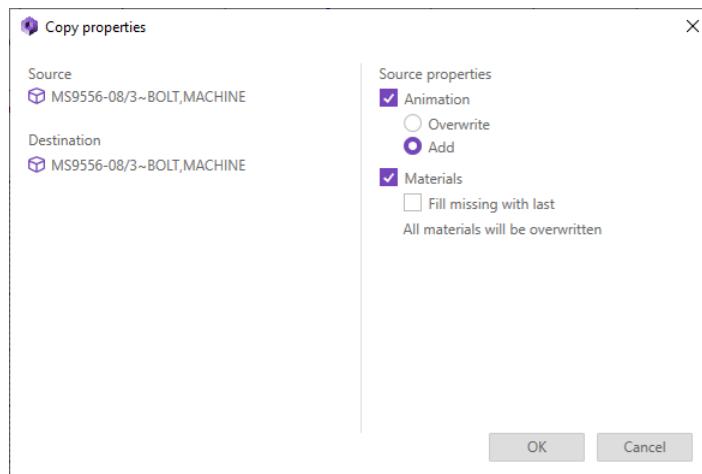 Copy properties
Source
MS9556-08/3~BOLT,MACHINE
Destination
MS9556-08/3~BOLT,MACHINE
Source properties
Animation
Overwrite
Add
Materials
Fill missing with last
All materials will be overwritten
OK
Cancel